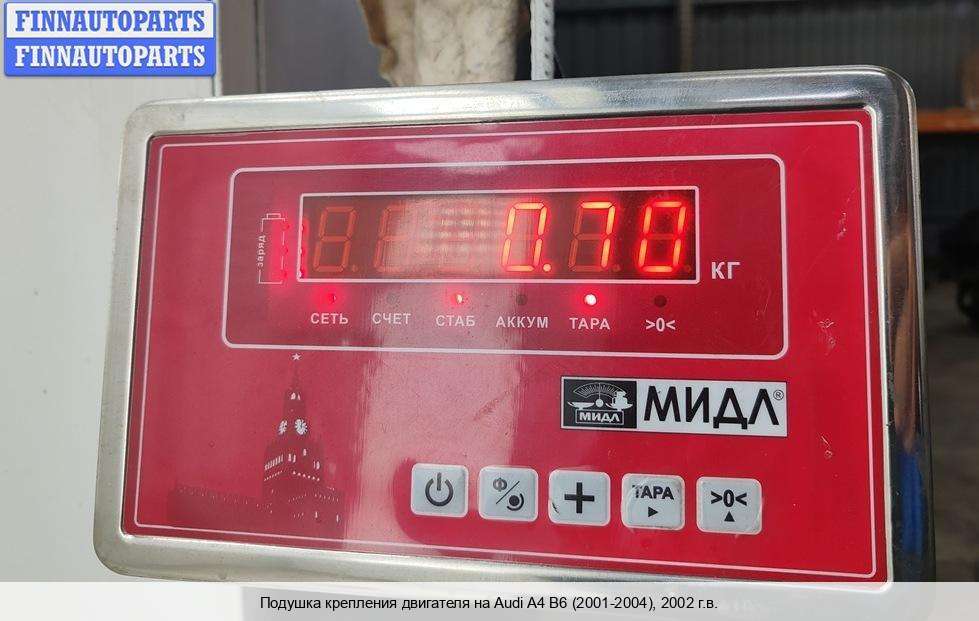 FINNAUTOPARTS
FINNAUTOPARTS
заряд
0.70
КГ
СЕТЬ СЧЕТ СТАБ АККУМ ТАРА >0<
МИДЛ МИДЛ®
Ф ТАРА >0<
Подушка крепления двигателя на Audi A4 B6 (2001-2004), 2002 г.в.